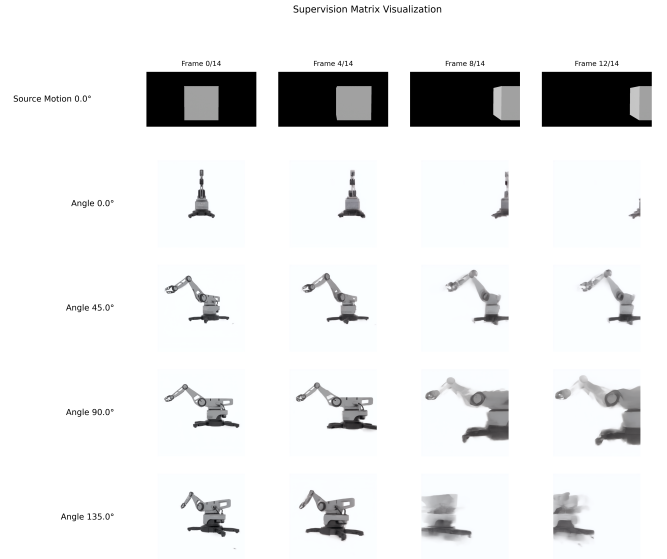 Supervision Matrix Visualization
Frame 0/14 Frame 4/14 Frame 8/14 Frame 12/14
Source Motion 0.0°
Angle 0.0°
Angle 45.0°
Angle 90.0°
Angle 135.0°